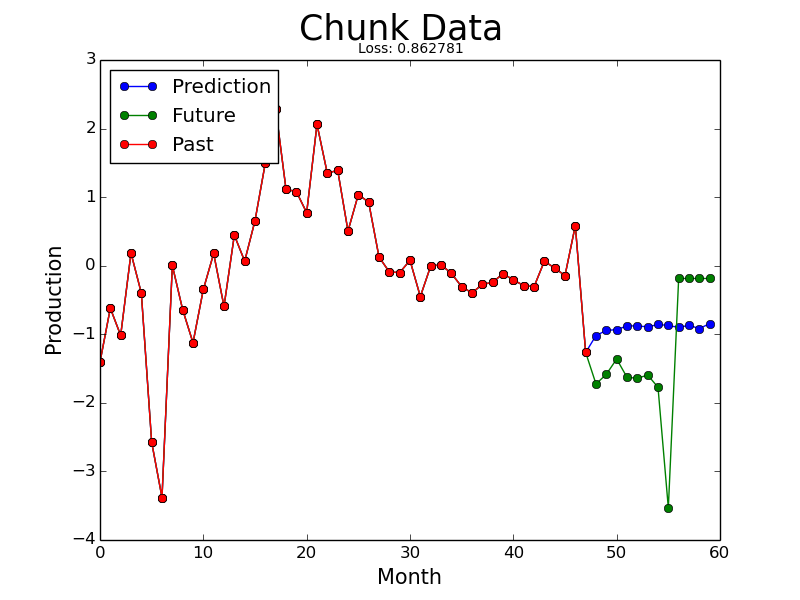 Chunk Data
Loss: 0.862781
Prediction
Future
Past
Production
3
2
1
0
−1
−2
−3
−4
0 10 20 30 40 50 60
Month